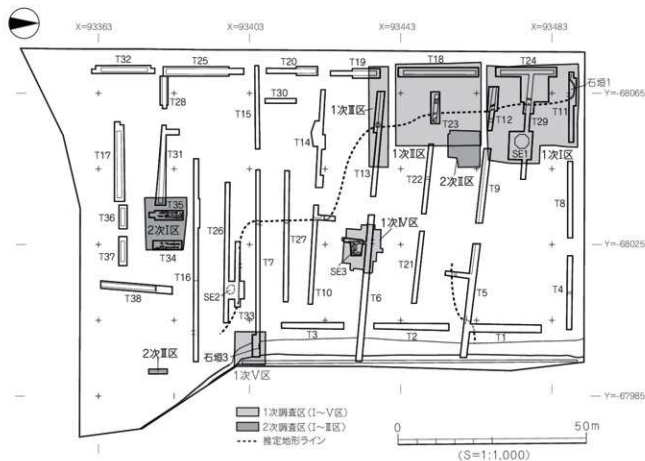 X=93363
X=93403
X=93443
X=93483
T32
T25
T20
T19
T18
T24
石垣1
Y=-68065
T28
T30
T15
1次Ⅲ区
T23
T12
T29
T11
T17
T31
T14
SE1
T13
1次Ⅱ区
2次Ⅱ区
1次Ⅰ区
T22
T9
T8
T36
T35
2次Ⅰ区
T26
T27
1次Ⅳ区
Y=-68025
T37
T34
T16
T7
T10
SE3
T6
T21
T5
T4
T38
SE2
T33
T3
T2
T1
石垣3
2次Ⅲ区
1次Ⅴ区
Y=-67985
1次調査区(Ⅰ～Ⅴ区)
2次調査区(Ⅰ～Ⅲ区)
推定地形ライン
0
50m
(S=1:1,000)